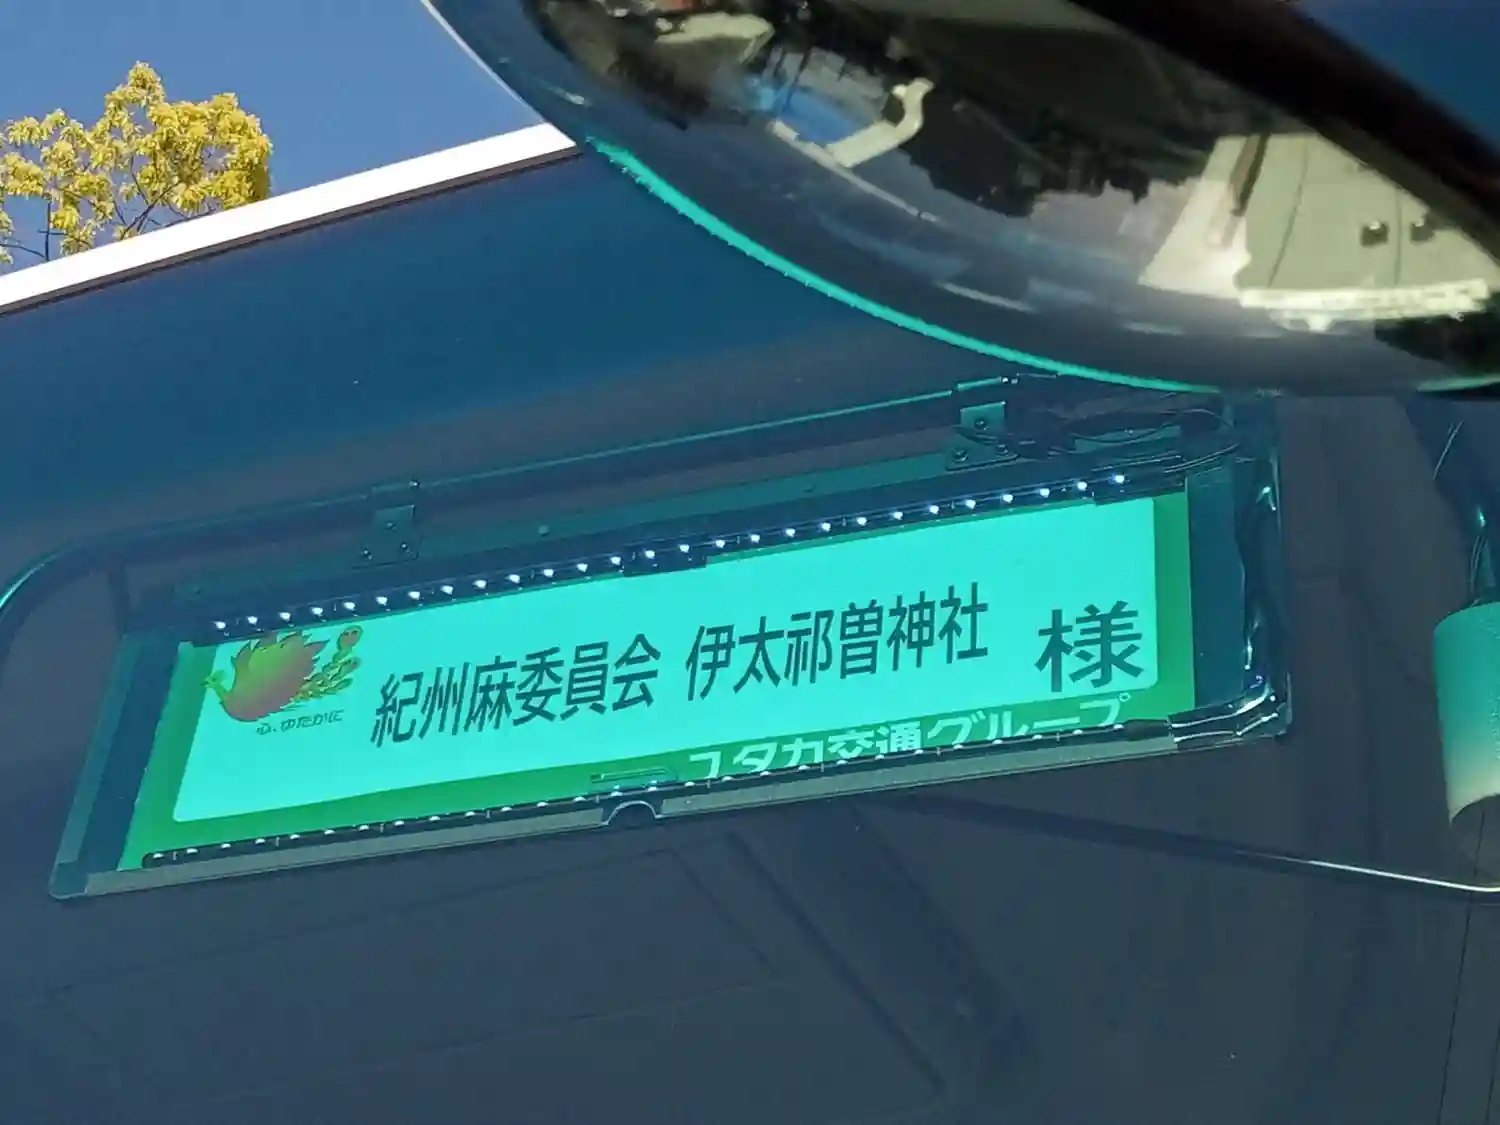 紀州麻委員会 伊太祁曽神社 様
心、ゆたかに
ユタカ交通グループ